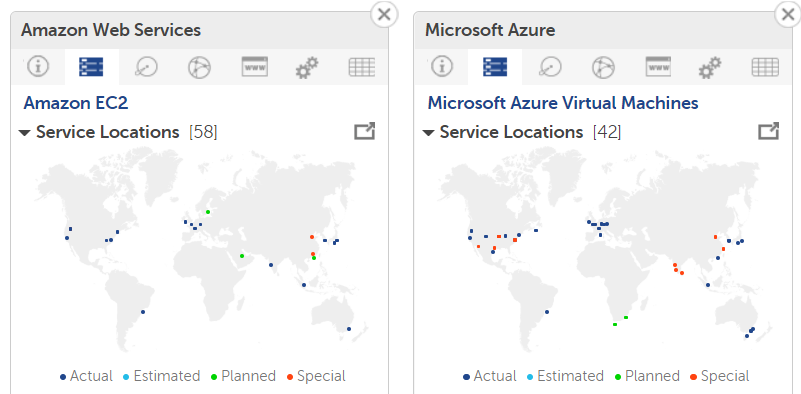 Amazon Web Services
WWW
Amazon EC2
Service Locations [58]
Actual Estimated Planned Special
Microsoft Azure
WWW
Microsoft Azure Virtual Machines
Service Locations [42]
Actual Estimated Planned Special